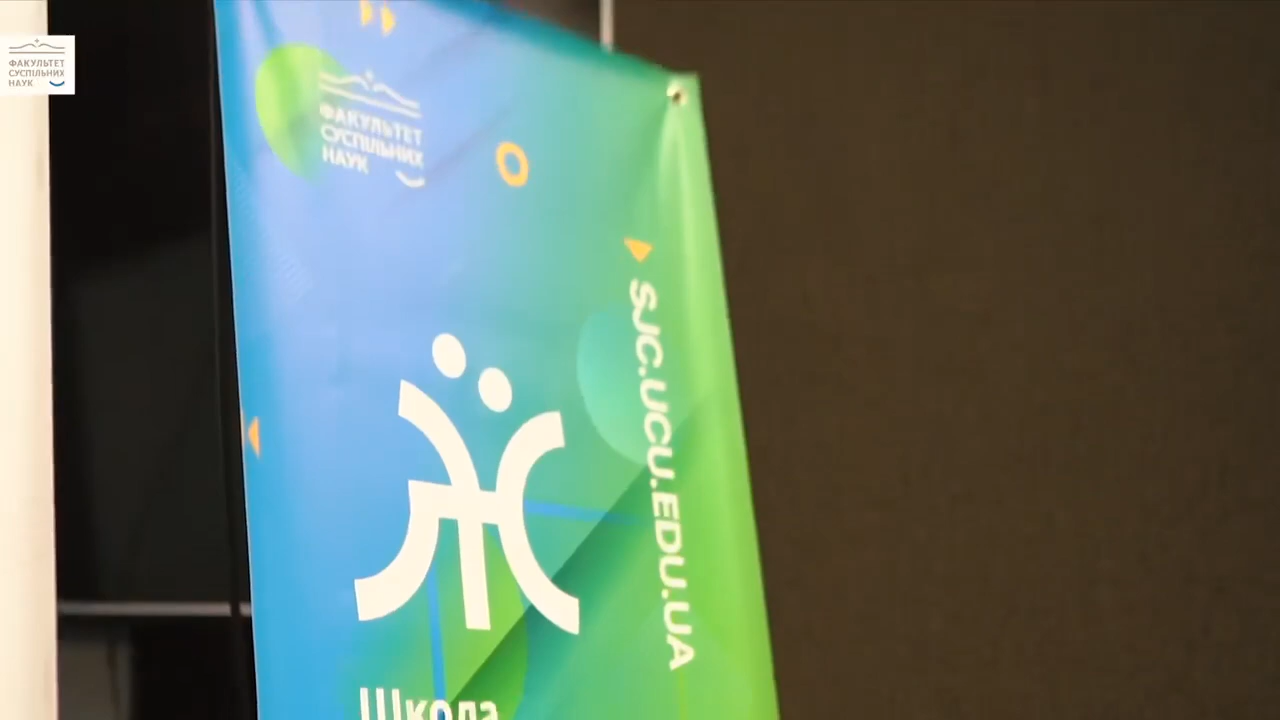 ФАКУЛЬТЕТ
СУСПІЛЬНИХ
НАУК
ФАКУЛЬТЕТ
СУСПІЛЬНИХ
НАУК
SJC.UCU.EDU.UA
Школа